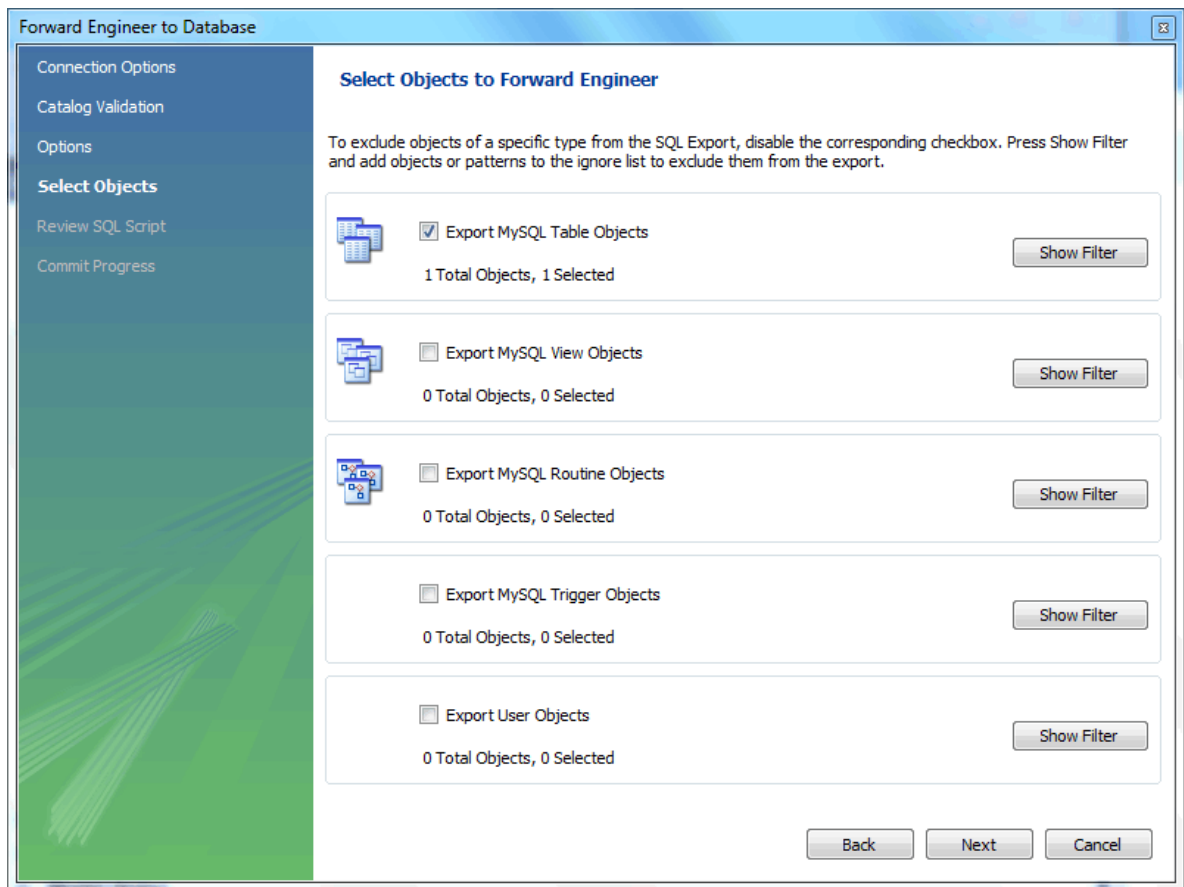 Forward Engineer to Database
Connection Options
Catalog Validation
Options
Select Objects
Review SQL Script
Commit Progress
Select Objects to Forward Engineer
To exclude objects of a specific type from the SQL Export, disable the corresponding checkbox. Press Show Filter
and add objects or patterns to the ignore list to exclude them from the export.
Export MySQL Table Objects
1 Total Objects, 1 Selected
Show Filter
Export MySQL View Objects
0 Total Objects, 0 Selected
Show Filter
Export MySQL Routine Objects
0 Total Objects, 0 Selected
Show Filter
Export MySQL Trigger Objects
0 Total Objects, 0 Selected
Show Filter
Export User Objects
0 Total Objects, 0 Selected
Show Filter
Back Next Cancel